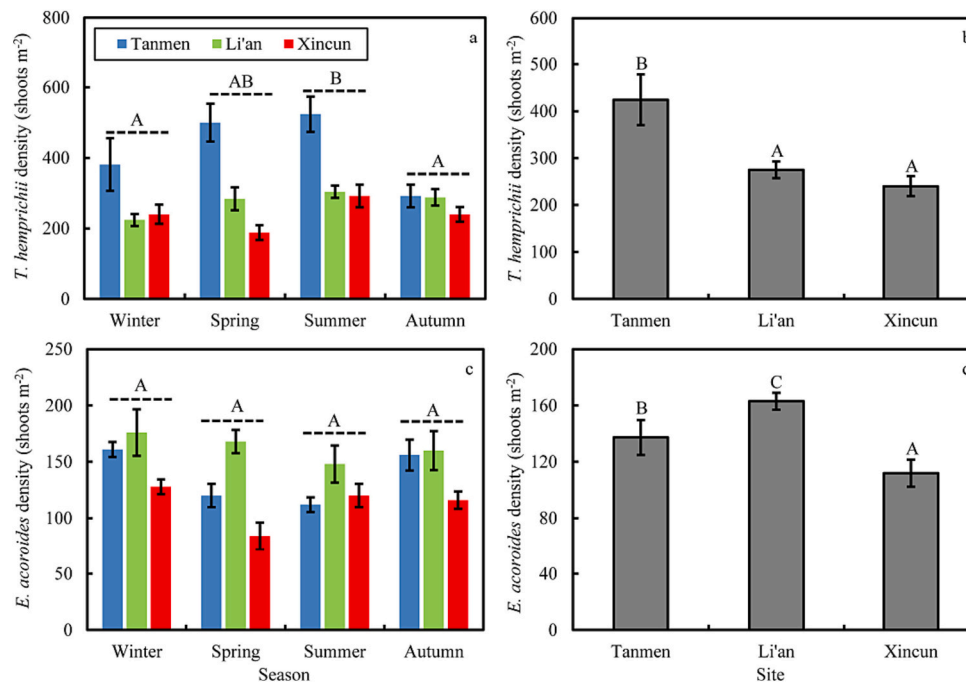 800
600
400
200
0
T. hemprichii density (shoots m-2)
Tanmen Li'an Xincun
a
A
AB
B
A
Winter Spring Summer Autumn
600
500
400
300
200
100
0
T. hemprichii density (shoots m-2)
b
B
A
A
Tanmen Li'an Xincun
250
200
150
100
50
0
E. acoroides density (shoots m-2)
c
A
A
A
A
Winter Spring Summer Autumn
Season
200
160
120
80
40
0
E. acoroides density (shoots m-2)
B
C
A
Tanmen Li'an Xincun
Site